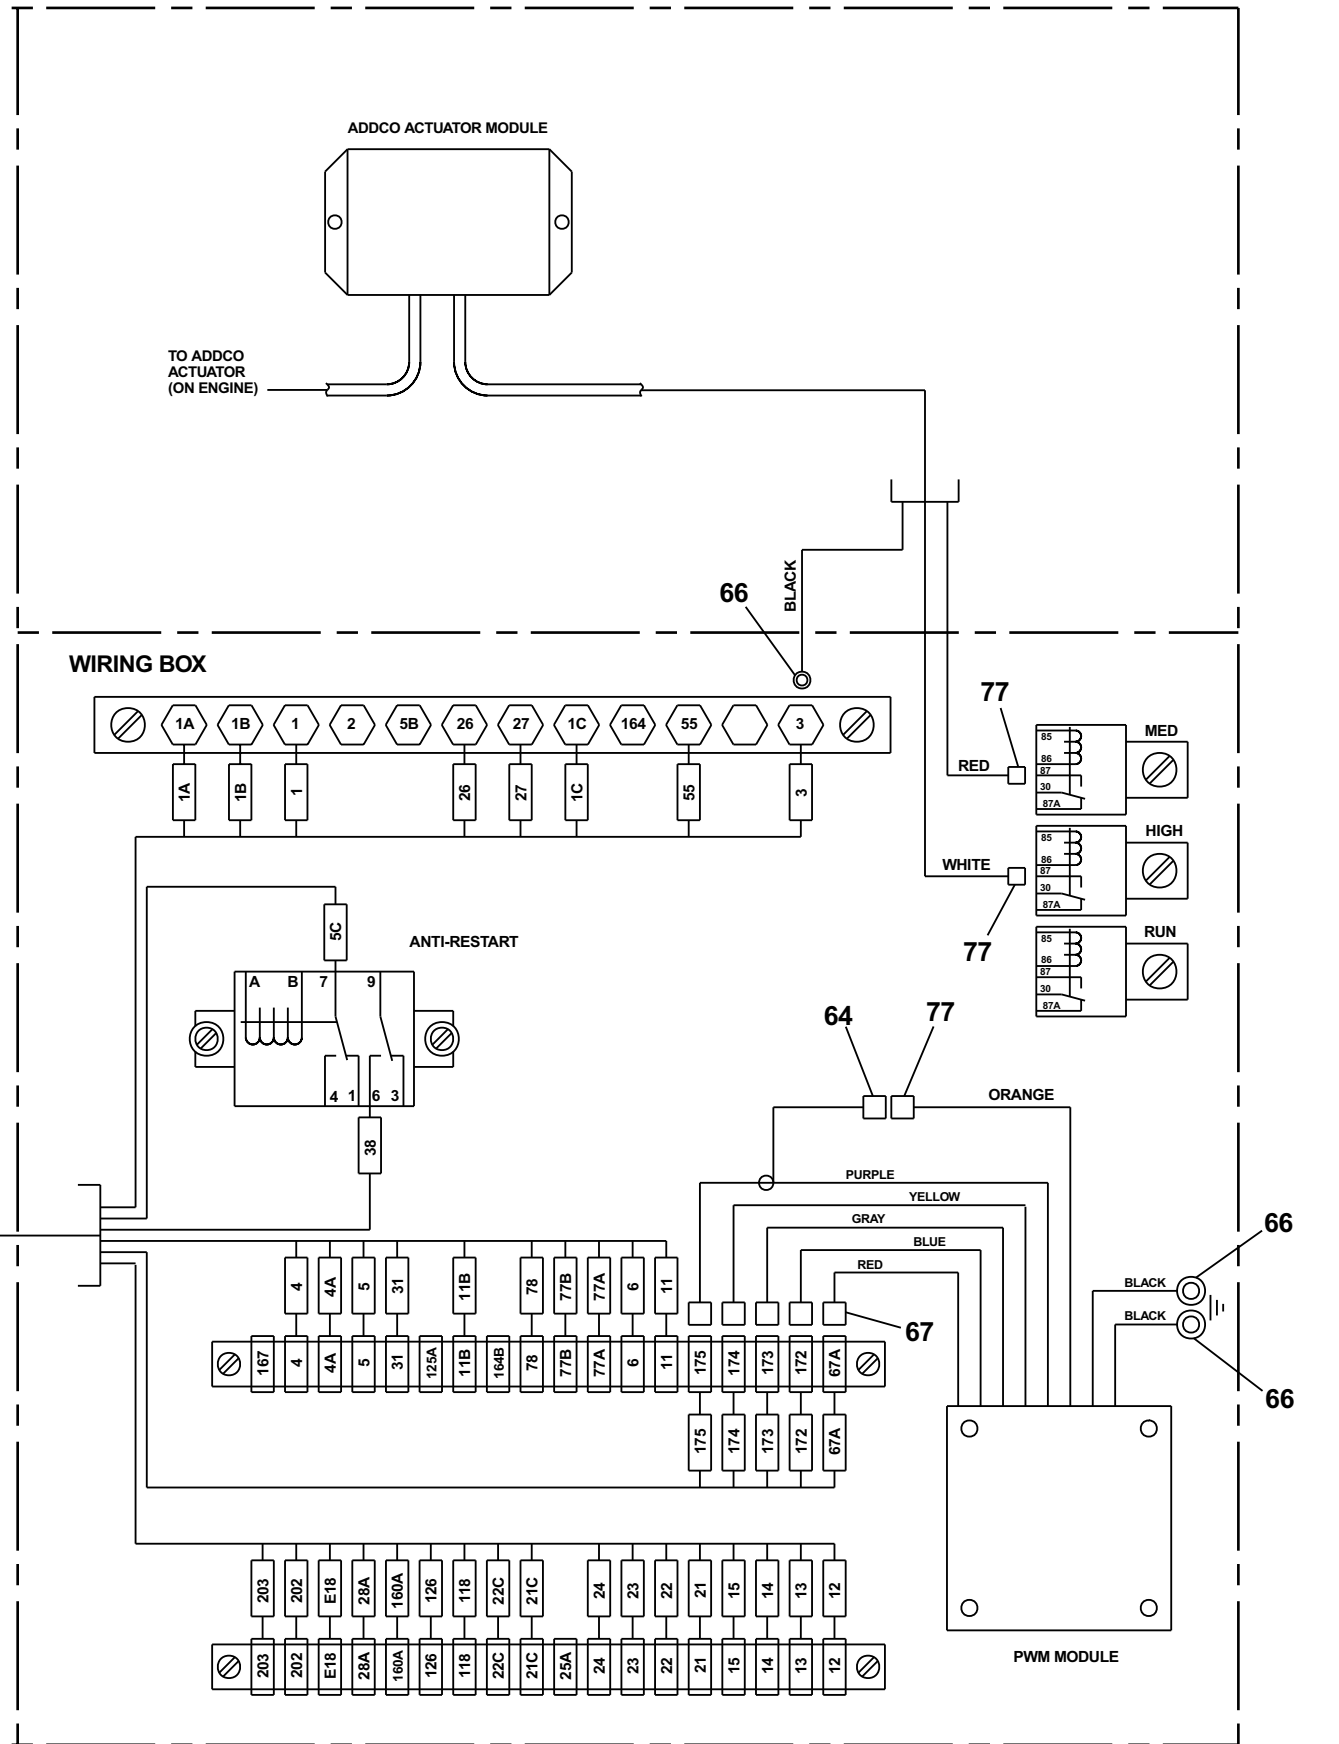 ADDCO ACTUATOR MODULE
TO ADDCO
ACTUATOR
(ON ENGINE)
BLACK
66
WIRING BOX
1A 1B 1 2 5B 26 27 1C 164 55 3
1A 1B 1 26 27 1C 55 3
77
RED
MED
85
86
87
30
87A
WHITE
HIGH
85
86
87
30
87A
77
RUN
85
86
87
30
87A
5C
ANTI-RESTART
A B 7 9
4 1 6 3
38
64 77
ORANGE
PURPLE
YELLOW
GRAY
BLUE
RED
66
BLACK
BLACK
66
67
4 4A 5 31 11B 78 77B 77A 6 11
167 4 4A 5 31 125A 11B 164B 78 77B 77A 6 11 175 174 173 172 67A
175 174 173 172 67A
203 202 E18 28A 160A 126 118 22C 21C 24 23 22 21 15 14 13 12
203 202 E18 28A 160A 126 118 22C 21C 25A 24 23 22 21 15 14 13 12
PWM MODULE